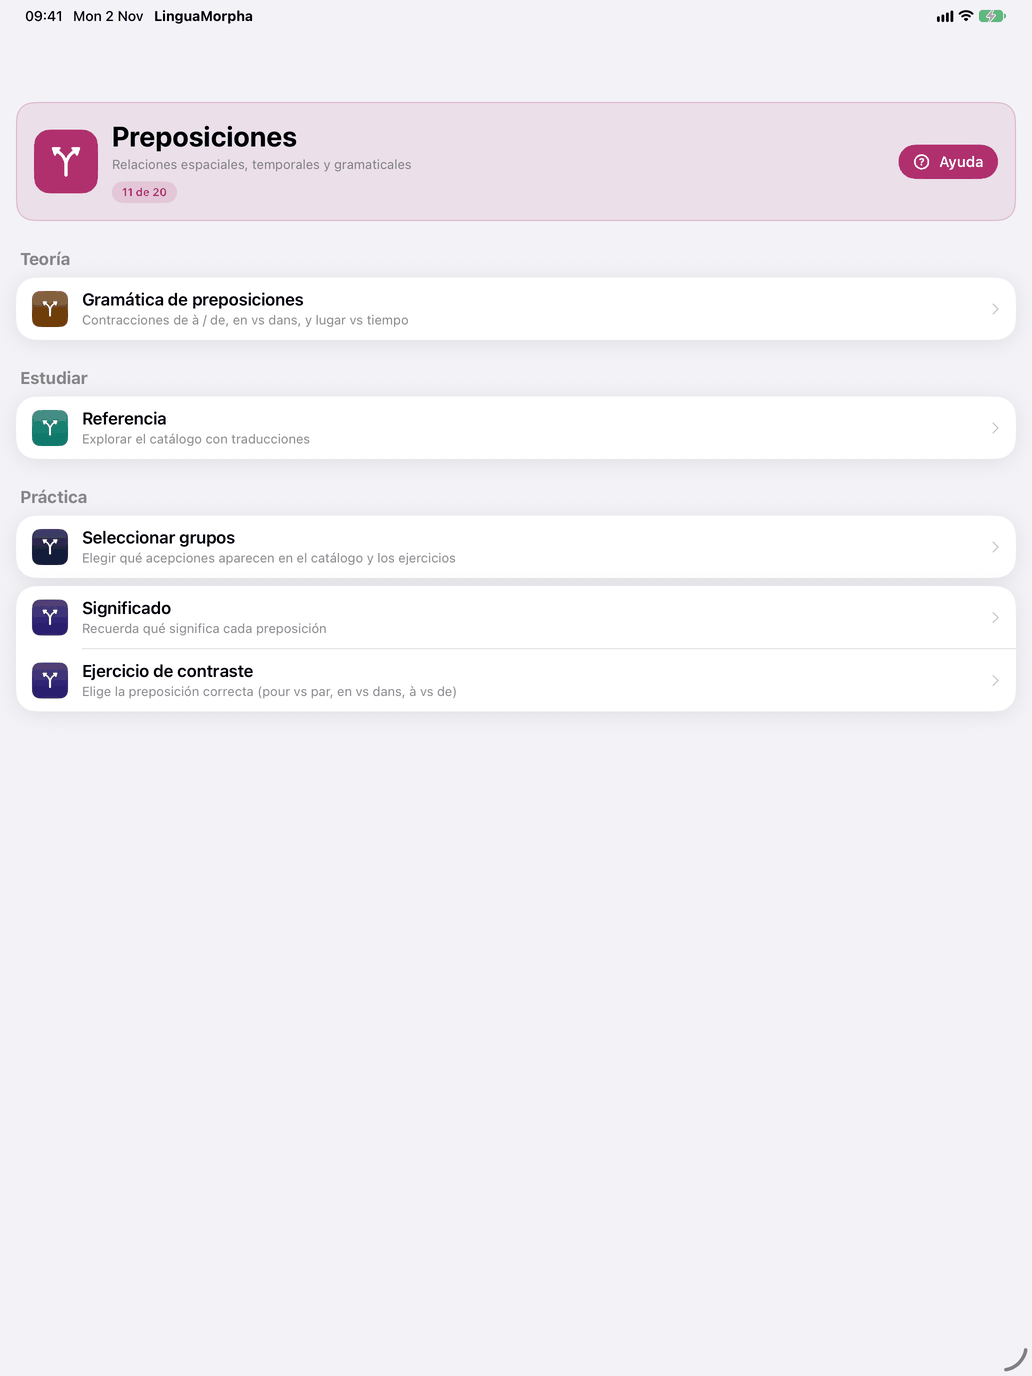 09:41 Mon 2 Nov LinguaMorpha
Preposiciones
Relaciones espaciales, temporales y gramaticales
11 de 20
Ayuda
Teoría
Gramática de preposiciones
Contracciones de à / de, en vs dans, y lugar vs tiempo
Estudiar
Referencia
Explorar el catálogo con traducciones
Práctica
Seleccionar grupos
Elegir qué acepciones aparecen en el catálogo y los ejercicios
Significado
Recuerda qué significa cada preposición
Ejercicio de contraste
Elige la preposición correcta (pour vs par, en vs dans, à vs de)